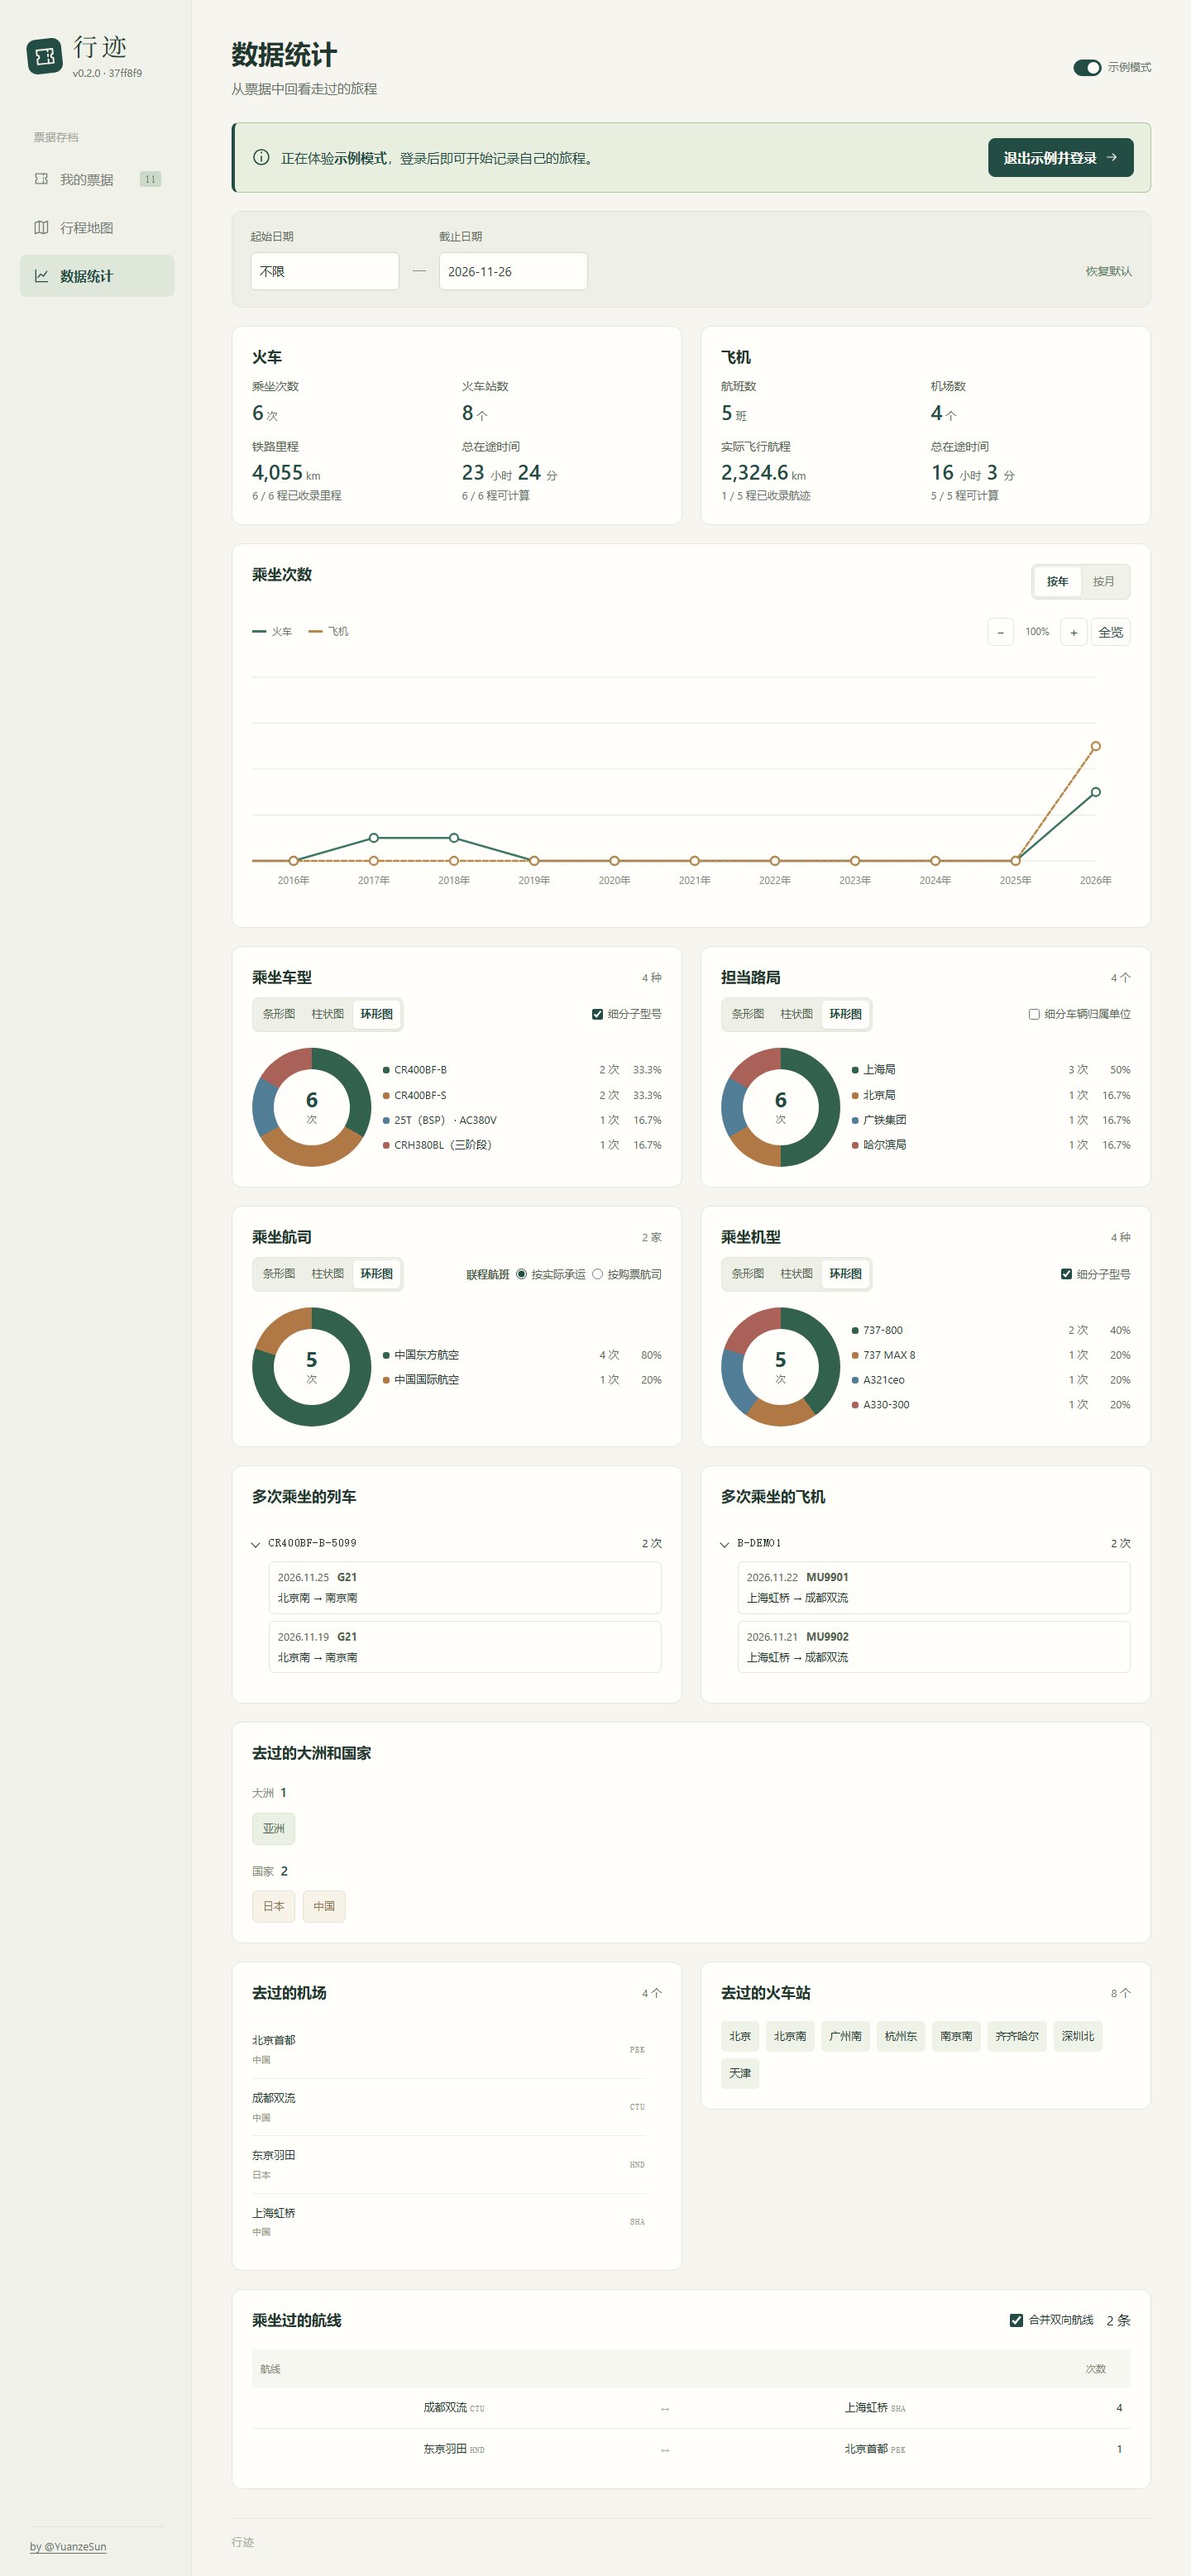 行迹
v0.2.0 · 37ff8f9
票据存档
我的票据 11
行程地图
数据统计
by @YuanzeSun
数据统计
从票据中回看走过的旅程
示例模式
正在体验示例模式，登录后即可开始记录自己的旅程。
退出示例并登录 →
起始日期 截止日期
不限 — 2026-11-26
恢复默认
火车
乘坐次数 火车站数
6 次 8 个
铁路里程 总在途时间
4,055 km 23 小时 24 分
6 / 6 程已收录里程 6 / 6 程可计算
飞机
航班数 机场数
5 班 4 个
实际飞行航程 总在途时间
2,324.6 km 16 小时 3 分
1 / 5 程已收录航迹 5 / 5 程可计算
乘坐次数
按年 按月
火车 飞机
− 100% + 全览
2016年 2017年 2018年 2019年 2020年 2021年 2022年 2023年 2024年 2025年 2026年
乘坐车型 4 种
条形图 柱状图 环形图 细分子型号
6
次
CR400BF-B 2 次 33.3%
CR400BF-S 2 次 33.3%
25T（BSP） · AC380V 1 次 16.7%
CRH380BL（三阶段） 1 次 16.7%
担当路局 4 个
条形图 柱状图 环形图 细分车辆归属单位
6
次
上海局 3 次 50%
北京局 1 次 16.7%
广铁集团 1 次 16.7%
哈尔滨局 1 次 16.7%
乘坐航司 2 家
条形图 柱状图 环形图 联程航班 按实际承运 按购票航司
5
次
中国东方航空 4 次 80%
中国国际航空 1 次 20%
乘坐机型 4 种
条形图 柱状图 环形图 细分子型号
5
次
737-800 2 次 40%
737 MAX 8 1 次 20%
A321ceo 1 次 20%
A330-300 1 次 20%
多次乘坐的列车
CR400BF-B-5099 2 次
2026.11.25 G21
北京南 → 南京南
2026.11.19 G21
北京南 → 南京南
多次乘坐的飞机
B-DEMO1 2 次
2026.11.22 MU9901
上海虹桥 → 成都双流
2026.11.21 MU9902
上海虹桥 → 成都双流
去过的大洲和国家
大洲 1
亚洲
国家 2
日本 中国
去过的机场 4 个
北京首都
中国
PEK
成都双流
中国
CTU
东京羽田
日本
HND
上海虹桥
中国
SHA
去过的火车站 8 个
北京 北京南 广州南 杭州东 南京南 齐齐哈尔 深圳北
天津
乘坐过的航线 合并双向航线 2 条
航线 次数
成都双流 CTU ↔ 上海虹桥 SHA 4
东京羽田 HND ↔ 北京首都 PEK 1
行迹